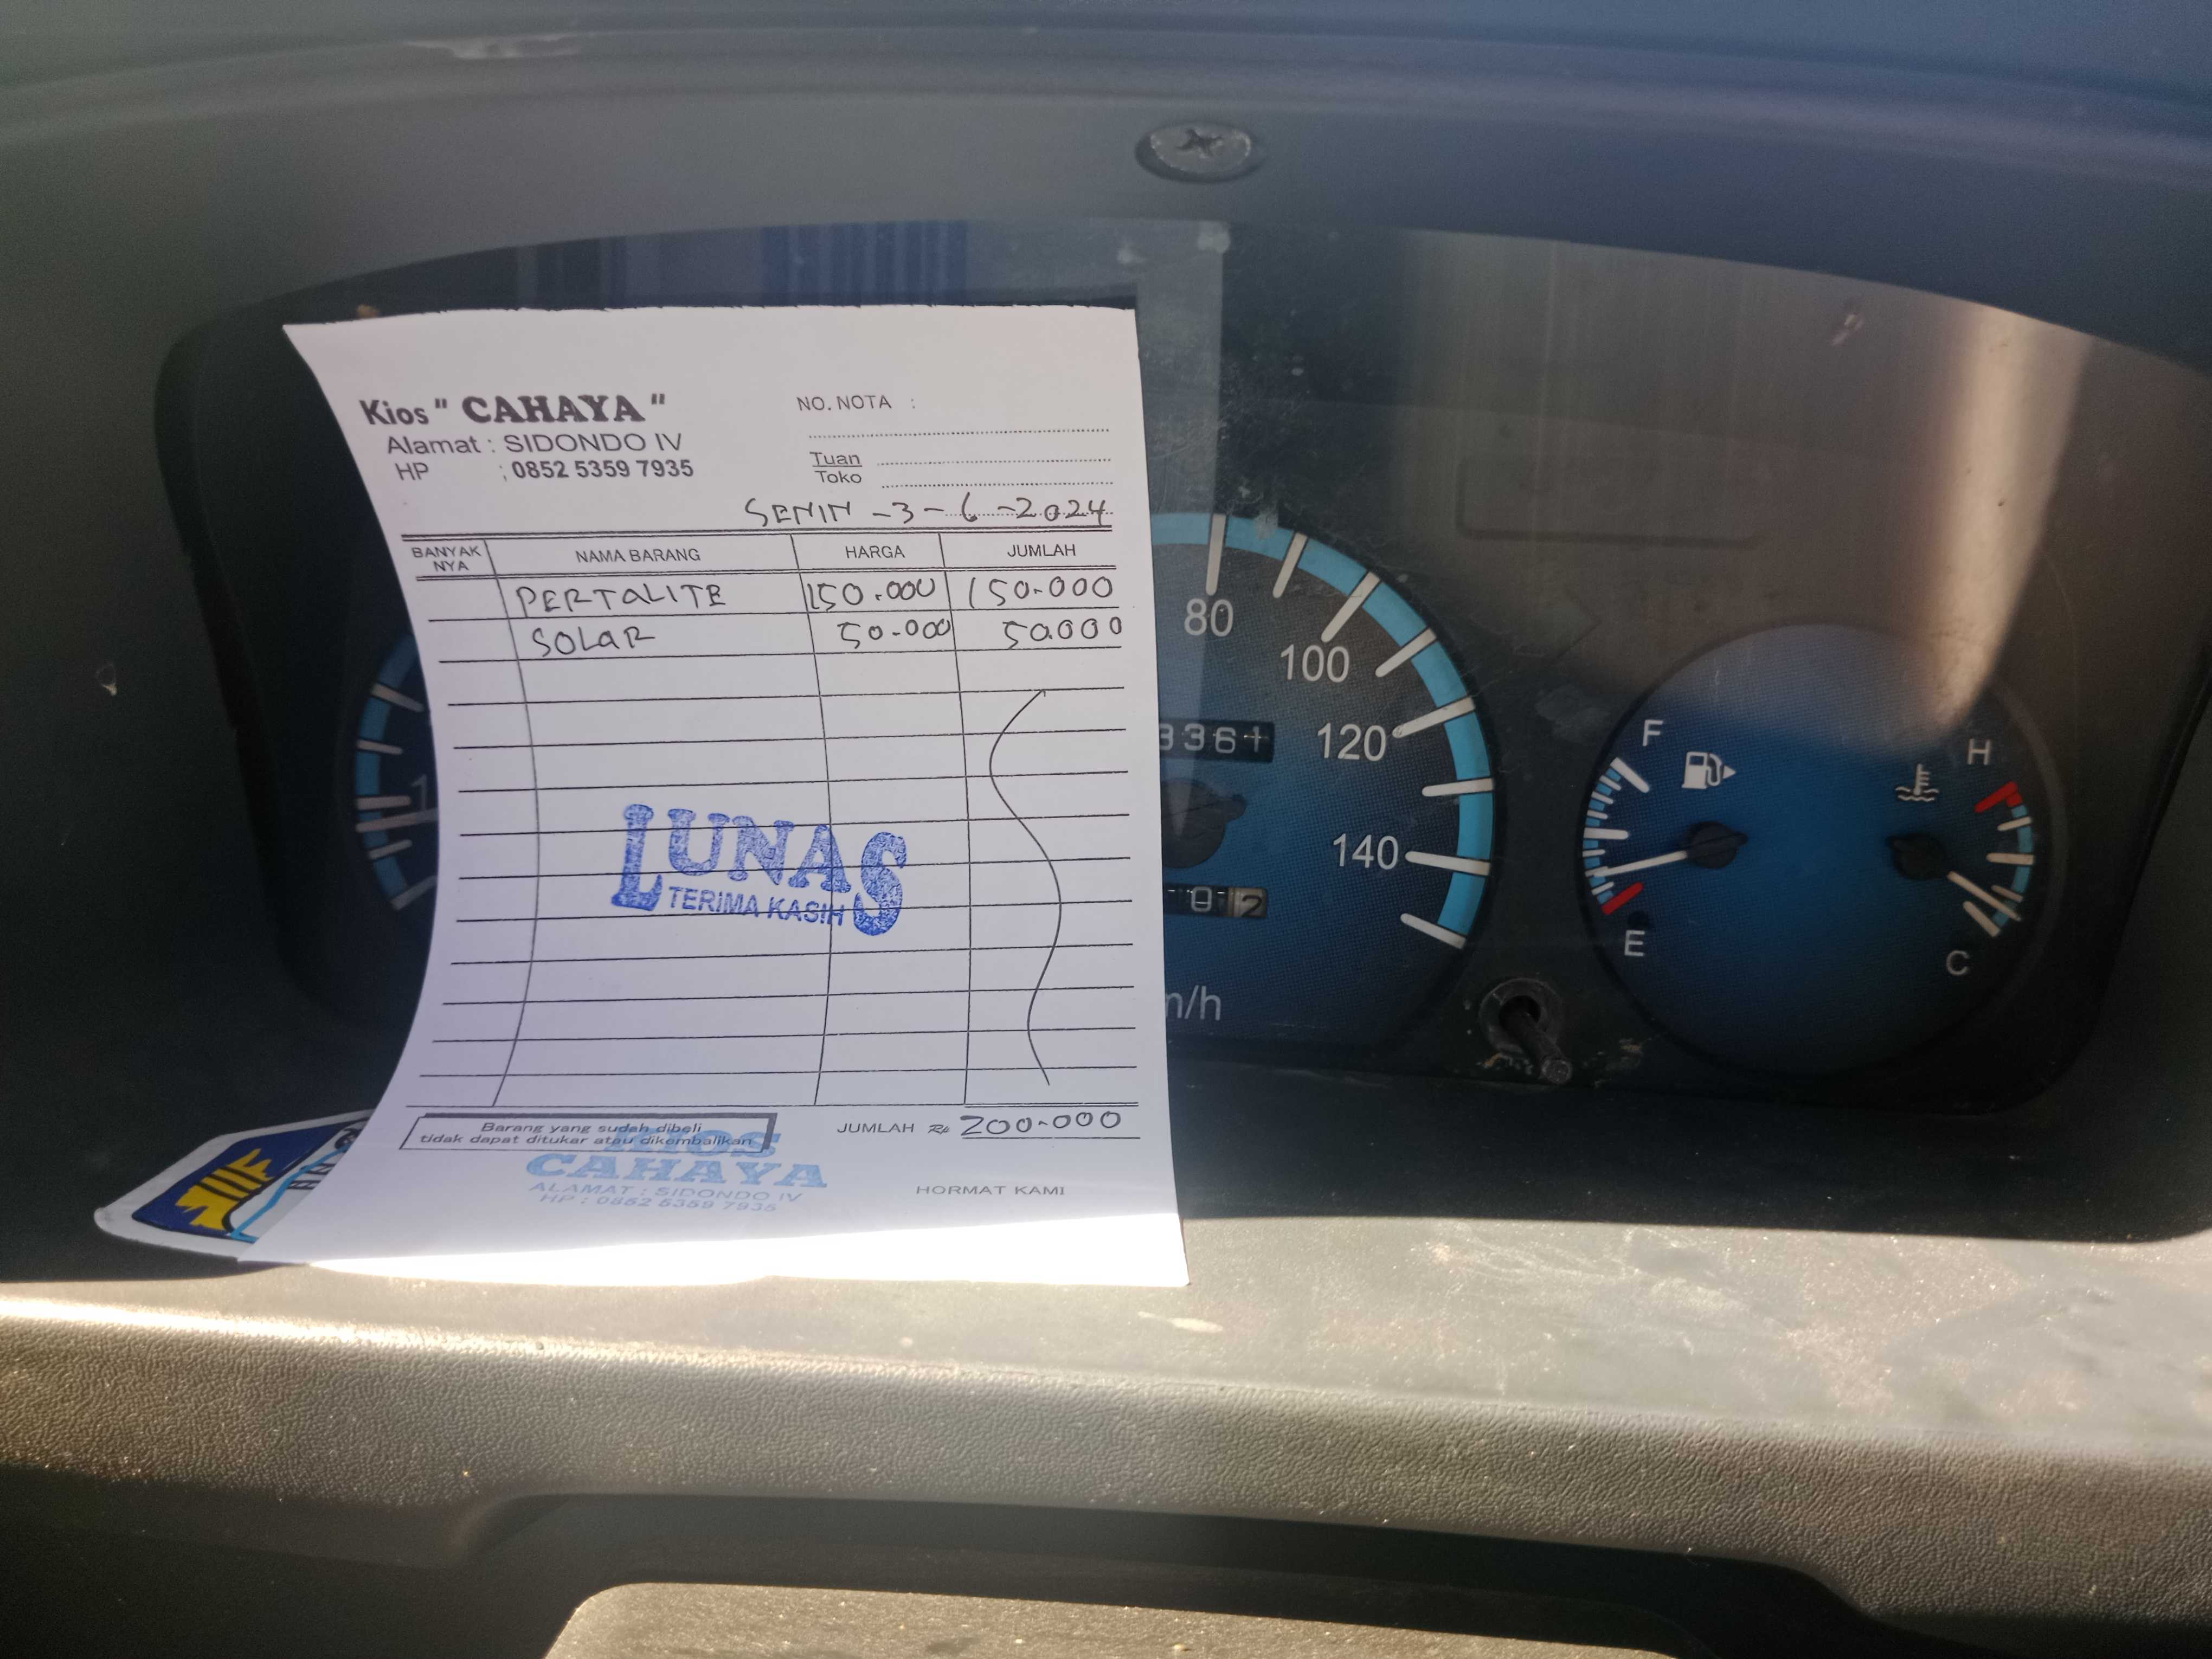 Kios " CAHAYA "
Alamat : SIDONDO IV
HP : 0852 5359 7935
NO. NOTA :
Tuan
Toko
SENIN - 3 - 6 - 2024
BANYAK NYA NAMA BARANG HARGA JUMLAH
PERTALITE 150.000 150.000
SOLAR 50.000 50.000
LUNAS
TERIMA KASIH
Barang yang sudah dibeli
tidak dapat ditukar atau dikembalikan
JUMLAH Rp 200.000
KIOS
CAHAYA
ALAMAT : SIDONDO IV
HP : 0852 5359 7935
HORMAT KAMI
80
100
120
140
F
E
H
C